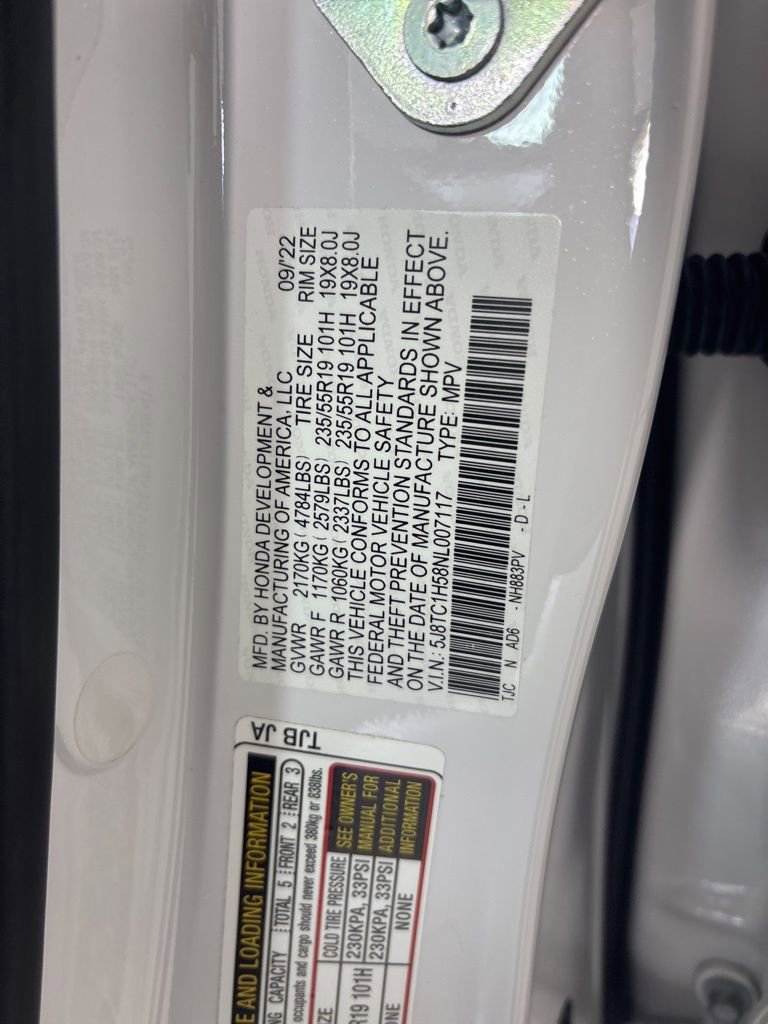 MFD. BY HONDA DEVELOPMENT &
MANUFACTURING OF AMERICA, LLC 09/'22
GVWR 2170KG ( 4784LBS) TIRE SIZE RIM SIZE
GAWR F 1170KG ( 2579LBS) 235/55R19 101H 19X8.0J
GAWR R 1060KG ( 2337LBS) 235/55R19 101H 19X8.0J
THIS VEHICLE CONFORMS TO ALL APPLICABLE
FEDERAL MOTOR VEHICLE SAFETY
AND THEFT PREVENTION STANDARDS IN EFFECT
ON THE DATE OF MANUFACTURE SHOWN ABOVE.
V.I.N.: 5J8TC1H58NL007117 TYPE: MPV
TJC N AD6 - NH883PV - D - L
TJB JA
E AND LOADING INFORMATION
NG CAPACITY TOTAL 5 FRONT 2 REAR 3
occupants and cargo should never exceed 380kg or 838lbs.
ZE COLD TIRE PRESSURE SEE OWNER'S
R19 101H 230KPA, 33PSI MANUAL FOR
230KPA, 33PSI ADDITIONAL
NE NONE INFORMATION